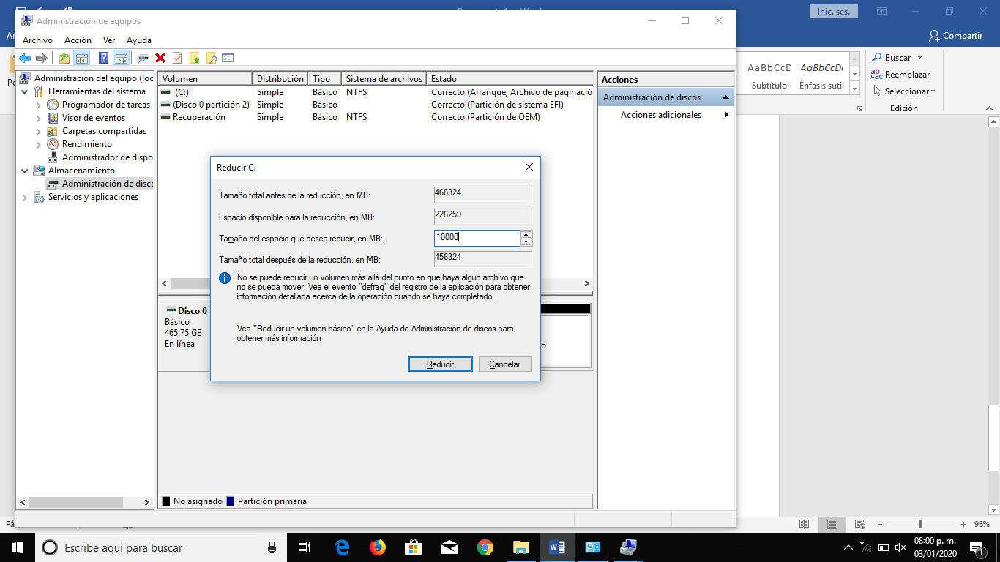 Administración de equipos
Inic. ses.
Archivo Acción Ver Ayuda
Compartir
Administración del equipo (loc
Herramientas del sistema
Programador de tareas
Visor de eventos
Carpetas compartidas
Rendimiento
Administrador de dispo
Almacenamiento
Administración de disco
Servicios y aplicaciones
Volumen Distribución Tipo Sistema de archivos Estado
(C:) Simple Básico NTFS Correcto (Arranque, Archivo de paginació
(Disco 0 partición 2) Simple Básico Correcto (Partición de sistema EFI)
Recuperación Simple Básico NTFS Correcto (Partición de OEM)
Acciones
Administración de discos
Acciones adicionales
AaBbCcD AaBbCcDc
Subtítulo Énfasis sutil
Buscar
Reemplazar
Seleccionar
Edición
Reducir C:
Tamaño total antes de la reducción, en MB: 466324
Espacio disponible para la reducción, en MB: 226259
Tamaño del espacio que desea reducir, en MB: 10000
Tamaño total después de la reducción, en MB: 456324
No se puede reducir un volumen más allá del punto en que haya algún archivo que
no se pueda mover. Vea el evento "defrag" del registro de la aplicación para obtener
información detallada acerca de la operación cuando se haya completado.
Vea "Reducir un volumen básico" en la Ayuda de Administración de discos para
obtener más información
Reducir Cancelar
Disco 0
Básico
465.75 GB
En línea
No asignado Partición primaria
96%
Escribe aquí para buscar
08:00 p. m.
03/01/2020
1